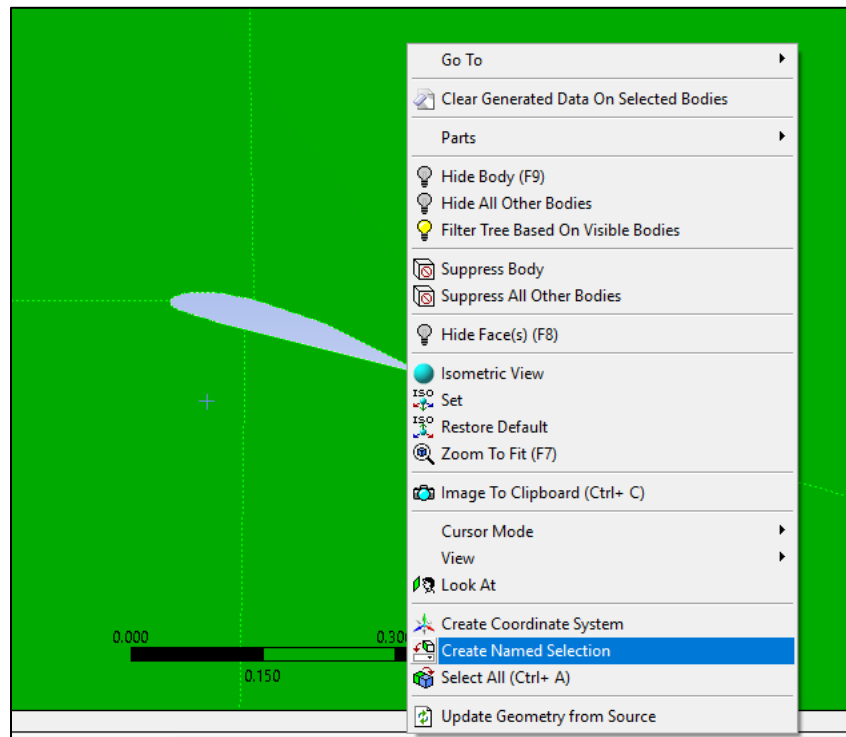 Go To
Clear Generated Data On Selected Bodies
Parts
Hide Body (F9)
Hide All Other Bodies
Filter Tree Based On Visible Bodies
Suppress Body
Suppress All Other Bodies
Hide Face(s) (F8)
Isometric View
ISO Set
ISO Restore Default
Zoom To Fit (F7)
Image To Clipboard (Ctrl+ C)
Cursor Mode
View
Look At
Create Coordinate System
Create Named Selection
Select All (Ctrl+ A)
Update Geometry from Source
0.000
0.150